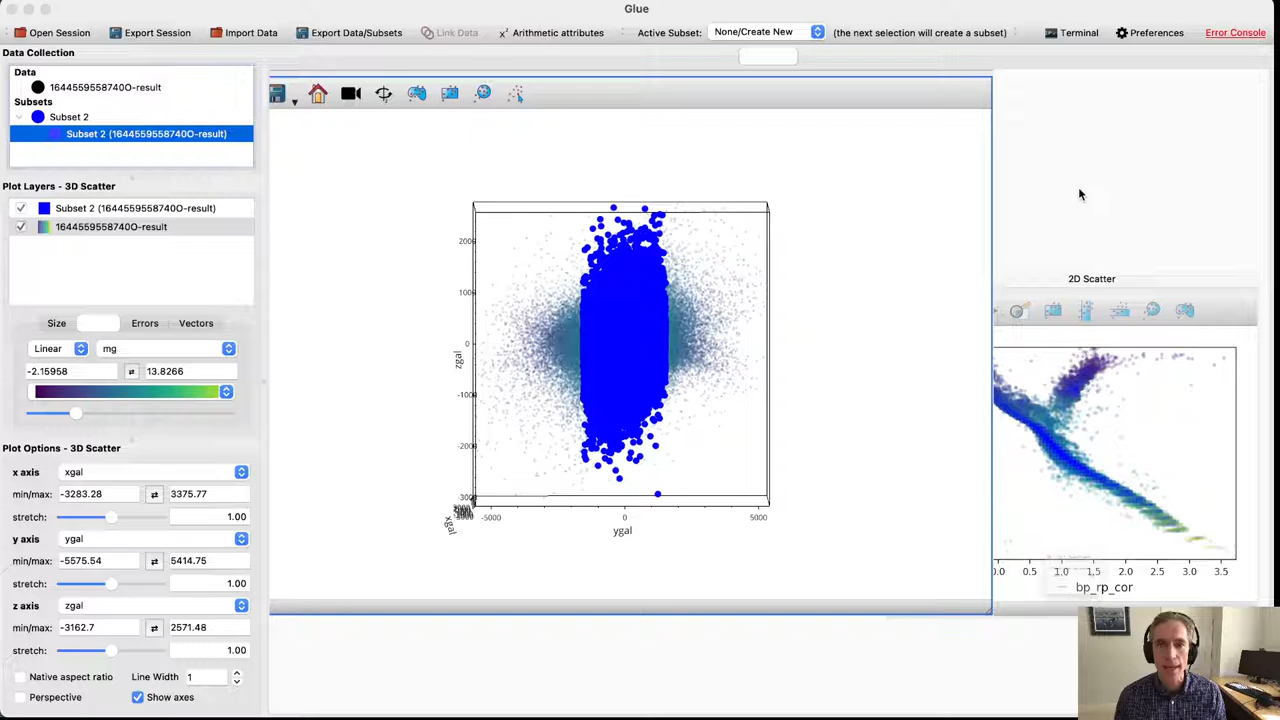 Glue
Open Session
Export Session
Import Data
Export Data/Subsets
Link Data
Arithmetic attributes
Active Subset:
None/Create New
(the next selection will create a subset)
Terminal
Preferences
Error Console
Data Collection
Data
1644559558740O-result
Subsets
Subset 2
Subset 2 (1644559558740O-result)
Plot Layers - 3D Scatter
Subset 2 (1644559558740O-result)
1644559558740O-result
Size
Errors
Vectors
Linear
mg
-2.15958
13.8266
Plot Options - 3D Scatter
x axis
xgal
min/max:
-3283.28
3375.77
stretch:
1.00
y axis
ygal
min/max:
-5575.54
5414.75
stretch:
1.00
z axis
zgal
min/max:
-3162.7
2571.48
stretch:
1.00
Native aspect ratio
Line Width
1
Perspective
Show axes
2000
1000
0
-1000
-2000
-3000
zgal
xgal
-5000
0
5000
ygal
2D Scatter
0.0
0.5
1.0
1.5
2.0
2.5
3.0
3.5
bp_rp_cor